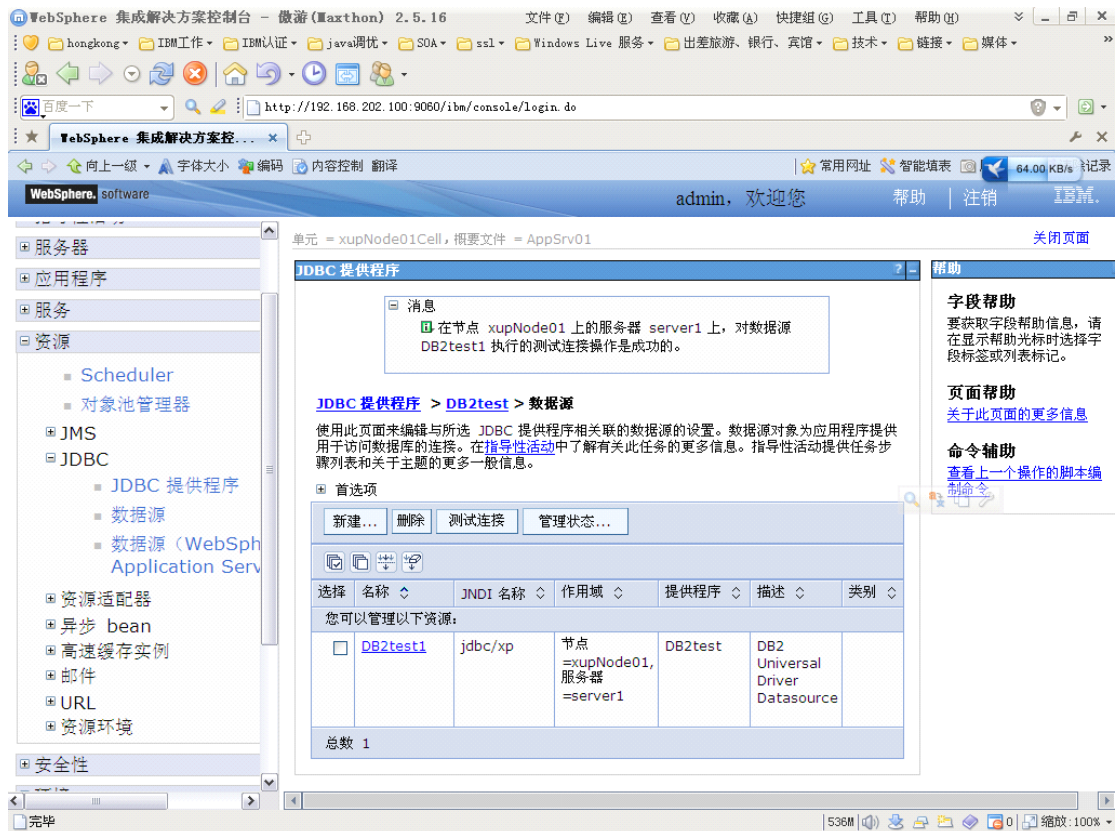 WebSphere 集成解决方案控制台 - 傲游(Maxthon) 2.5.16
文件(F) 编辑(E) 查看(V) 收藏(A) 快捷组(G) 工具(T) 帮助(H)
hongkong IBM工作 IBM认证 java调优 SOA ssl Windows Live 服务 出差旅游、银行、宾馆 技术 链接 媒体
百度一下
http://192.168.202.100:9060/ibm/console/login.do
WebSphere 集成解决方案控...
向上一级 字体大小 编码 内容控制 翻译
常用网址 智能填表
64.00 KB/s
记录
WebSphere. software
admin, 欢迎您
帮助 注销
IBM.
服务器
应用程序
服务
资源
Scheduler
对象池管理器
JMS
JDBC
JDBC 提供程序
数据源
数据源（WebSph
Application Serv
资源适配器
异步 bean
高速缓存实例
邮件
URL
资源环境
安全性
单元 = xupNode01Cell，概要文件 = AppSrv01
关闭页面
JDBC 提供程序
? -
消息
在节点 xupNode01 上的服务器 server1 上，对数据源
DB2test1 执行的测试连接操作是成功的。
JDBC 提供程序 > DB2test > 数据源
使用此页面来编辑与所选 JDBC 提供程序相关联的数据源的设置。数据源对象为应用程序提供
用于访问数据库的连接。在指导性活动中了解有关此任务的更多信息。指导性活动提供任务步
骤列表和关于主题的更多一般信息。
首选项
新建... 删除 测试连接 管理状态...
选择 名称 JNDI 名称 作用域 提供程序 描述 类别
您可以管理以下资源：
DB2test1
jdbc/xp
节点
=xupNode01,
服务器
=server1
DB2test
DB2
Universal
Driver
Datasource
总数 1
帮助
字段帮助
要获取字段帮助信息，请
在显示帮助光标时选择字
段标签或列表标记。
页面帮助
关于此页面的更多信息
命令辅助
查看上一个操作的脚本编
制命令
完毕
536M
0
缩放:100%